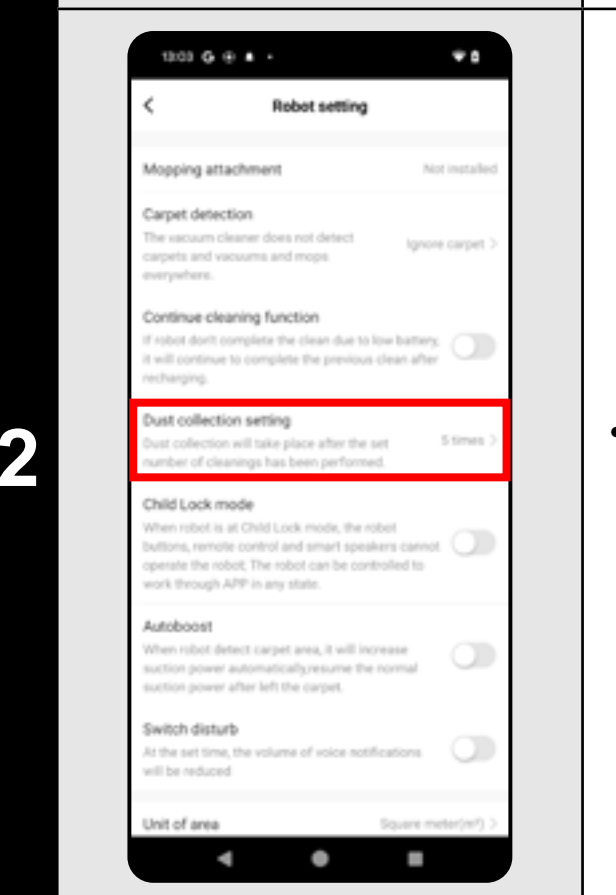 13:03 G
Robot setting
Mopping attachment Not installed
Carpet detection
The vacuum cleaner does not detect
carpets and vacuums and mops
everywhere.
Ignore carpet >
Continue cleaning function
If robot don't complete the clean due to low battery,
it will continue to complete the previous clean after
recharging.
Dust collection setting
Dust collection will take place after the set
number of cleanings has been performed.
5 times >
Child Lock mode
When robot is at Child Lock mode, the robot
buttons, remote control and smart speakers cannot
operate the robot, The robot can be controlled to
work through APP in any state.
Autoboost
When robot detect carpet area, it will increase
suction power automatically,resume the normal
suction power after left the carpet.
Switch disturb
At the set time, the volume of voice notifications
will be reduced
Unit of area Square meter(m²) >
2